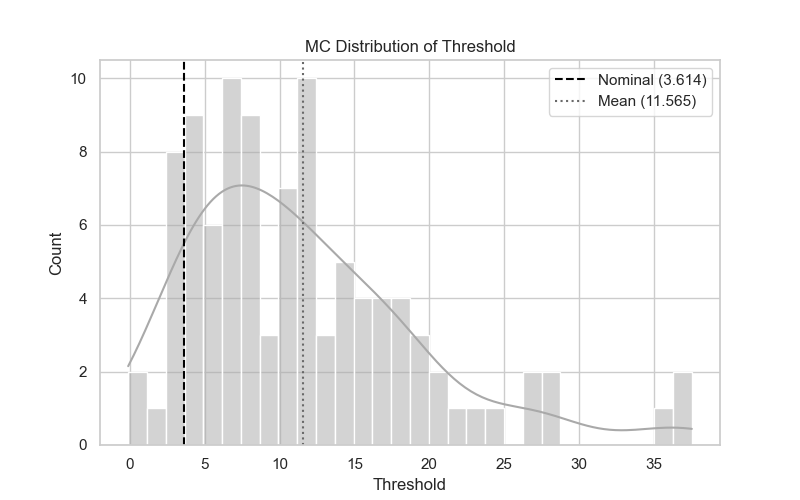 MC Distribution of Threshold
Nominal (3.614)
Mean (11.565)
Count
10
8
6
4
2
0
0 5 10 15 20 25 30 35
Threshold